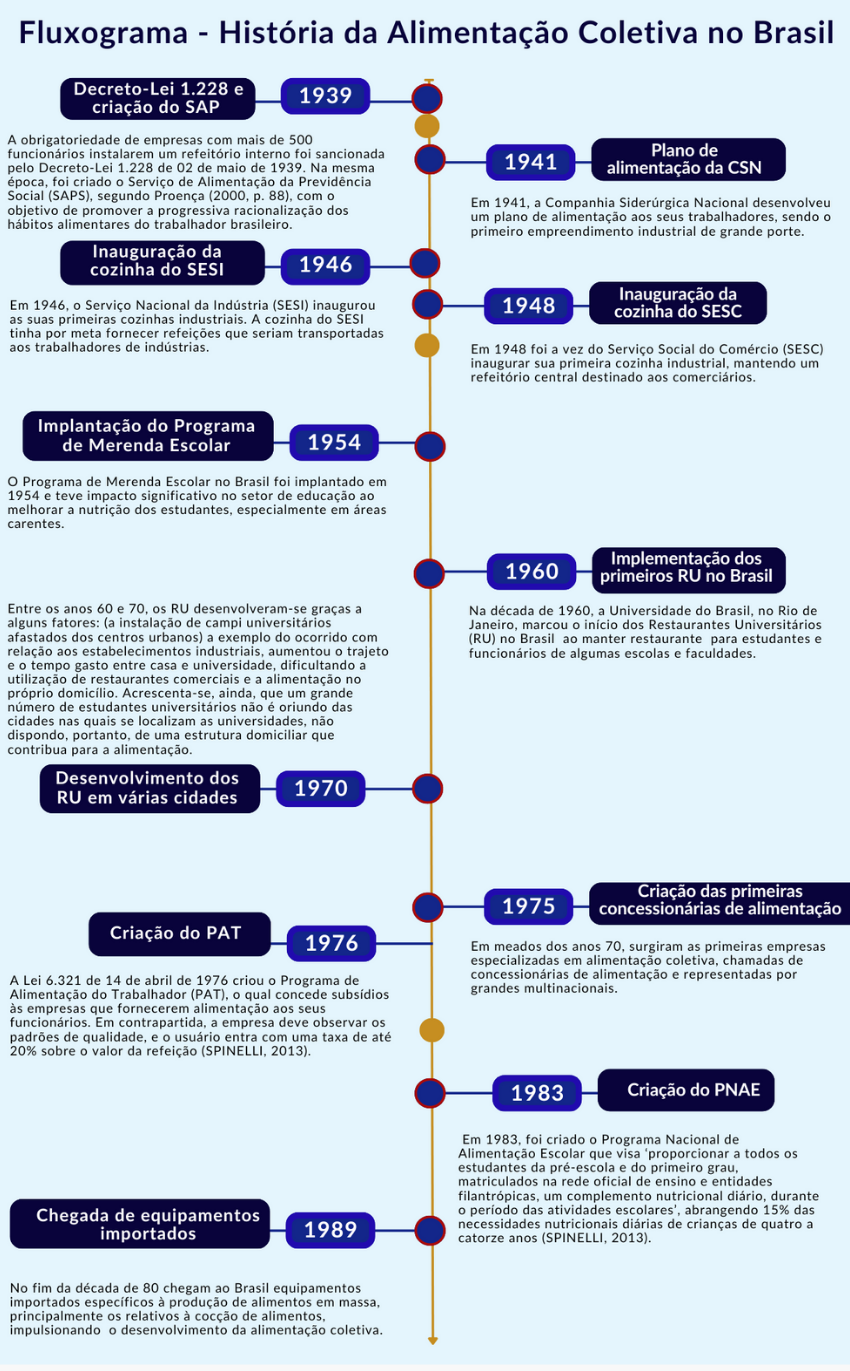 Fluxograma - História da Alimentação Coletiva no Brasil
Decreto-Lei 1.228 e
criação do SAP
1939
A obrigatoriedade de empresas com mais de 500
funcionários instalarem um refeitório interno foi sancionada
pelo Decreto-Lei 1.228 de 02 de maio de 1939. Na mesma
época, foi criado o Serviço de Alimentação da Previdência
Social (SAPS), segundo Proença (2000, p. 88), com o
objetivo de promover a progressiva racionalização dos
hábitos alimentares do trabalhador brasileiro.
1941
Plano de
alimentação da CSN
Em 1941, a Companhia Siderúrgica Nacional desenvolveu
um plano de alimentação aos seus trabalhadores, sendo o
primeiro empreendimento industrial de grande porte.
Inauguração da
cozinha do SESI
1946
Em 1946, o Serviço Nacional da Indústria (SESI) inaugurou
as suas primeiras cozinhas industriais. A cozinha do SESI
tinha por meta fornecer refeições que seriam transportadas
aos trabalhadores de indústrias.
1948
Inauguração da
cozinha do SESC
Em 1948 foi a vez do Serviço Social do Comércio (SESC)
inaugurar sua primeira cozinha industrial, mantendo um
refeitório central destinado aos comerciários.
Implantação do Programa
de Merenda Escolar
1954
O Programa de Merenda Escolar no Brasil foi implantado em
1954 e teve impacto significativo no setor de educação ao
melhorar a nutrição dos estudantes, especialmente em áreas
carentes.
1960
Implementação dos
primeiros RU no Brasil
Na década de 1960, a Universidade do Brasil, no Rio de
Janeiro, marcou o início dos Restaurantes Universitários
(RU) no Brasil  ao manter restaurante  para estudantes e
funcionários de algumas escolas e faculdades.
Entre os anos 60 e 70, os RU desenvolveram-se graças a
alguns fatores: (a instalação de campi universitários
afastados dos centros urbanos) a exemplo do ocorrido com
relação aos estabelecimentos industriais, aumentou o trajeto
e o tempo gasto entre casa e universidade, dificultando a
utilização de restaurantes comerciais e a alimentação no
próprio domicílio. Acrescenta-se, ainda, que um grande
número de estudantes universitários não é oriundo das
cidades nas quais se localizam as universidades, não
dispondo, portanto, de uma estrutura domiciliar que
contribua para a alimentação.
Desenvolvimento dos
RU em várias cidades
1970
1975
Criação das primeiras
concessionárias de alimentação
Em meados dos anos 70, surgiram as primeiras empresas
especializadas em alimentação coletiva, chamadas de
concessionárias de alimentação e representadas por
grandes multinacionais.
Criação do PAT
1976
A Lei 6.321 de 14 de abril de 1976 criou o Programa de
Alimentação do Trabalhador (PAT), o qual concede subsídios
às empresas que fornecerem alimentação aos seus
funcionários. Em contrapartida, a empresa deve observar os
padrões de qualidade, e o usuário entra com uma taxa de até
20% sobre o valor da refeição (SPINELLI, 2013).
1983
Criação do PNAE
Em 1983, foi criado o Programa Nacional de
Alimentação Escolar que visa 'proporcionar a todos os
estudantes da pré-escola e do primeiro grau,
matriculados na rede oficial de ensino e entidades
filantrópicas, um complemento nutricional diário, durante
o período das atividades escolares', abrangendo 15% das
necessidades nutricionais diárias de crianças de quatro a
catorze anos (SPINELLI, 2013).
Chegada de equipamentos
importados
1989
No fim da década de 80 chegam ao Brasil equipamentos
importados específicos à produção de alimentos em massa,
principalmente os relativos à cocção de alimentos,
impulsionando  o desenvolvimento da alimentação coletiva.